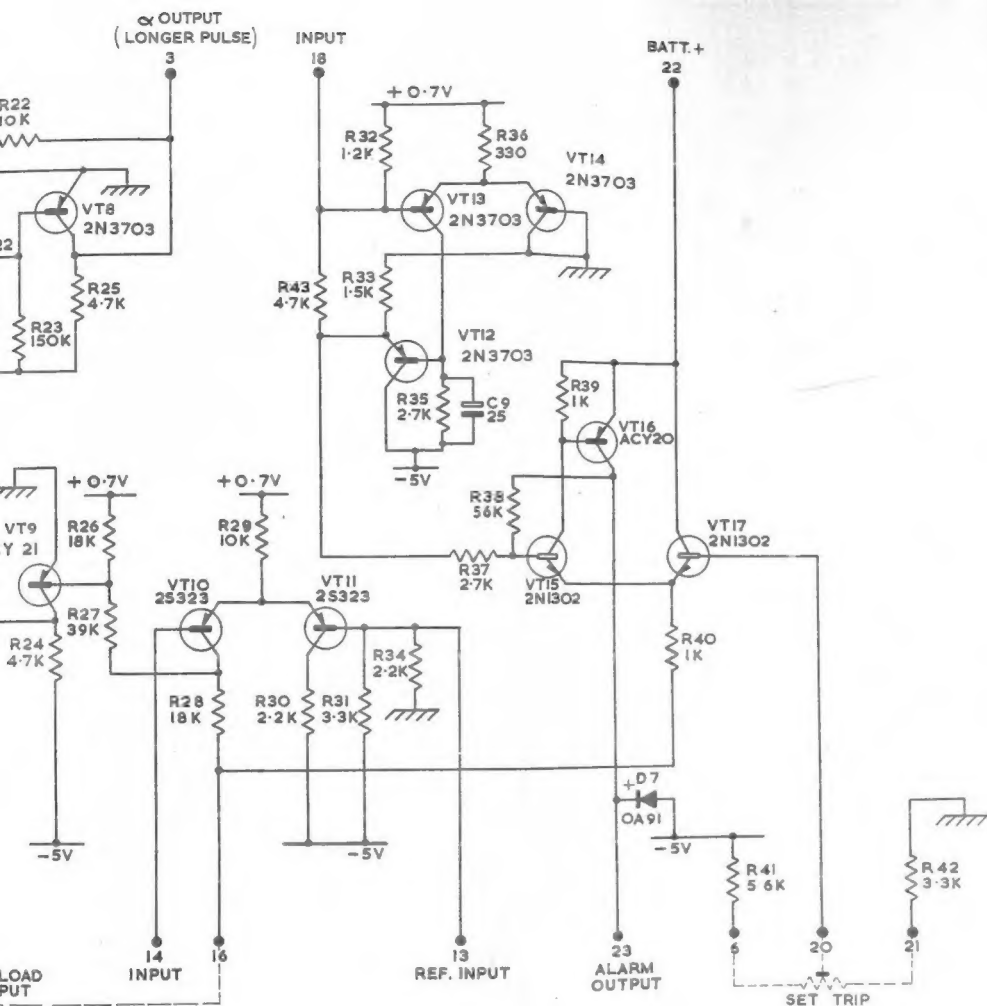 ∝ OUTPUT
(LONGER PULSE)
3
INPUT
18
BATT.+
22
+0·7V
R32
1·2K
R36
330
VT14
2N3703
VT13
2N3703
VT8
2N3703
R25
4.7K
R23
150K
R43
4.7K
R33
1·5K
VT12
2N3703
R35
2·7K
C9
25
-5V
R39
1K
VT16
ACY20
R38
56K
R37
2·7K
VT15
2N1302
VT17
2N1302
R40
1K
+0·7V
R26
18K
VT9
R27
39K
R24
4.7K
-5V
+0·7V
R29
10K
VT10
2S323
VT11
2S323
R28
18K
R30
2·2K
R31
3·3K
R34
2·2K
-5V
+
D7
OA91
-5V
R41
5·6K
R42
3·3K
14
INPUT
16
13
REF. INPUT
23
ALARM
OUTPUT
6
20
21
SET TRIP